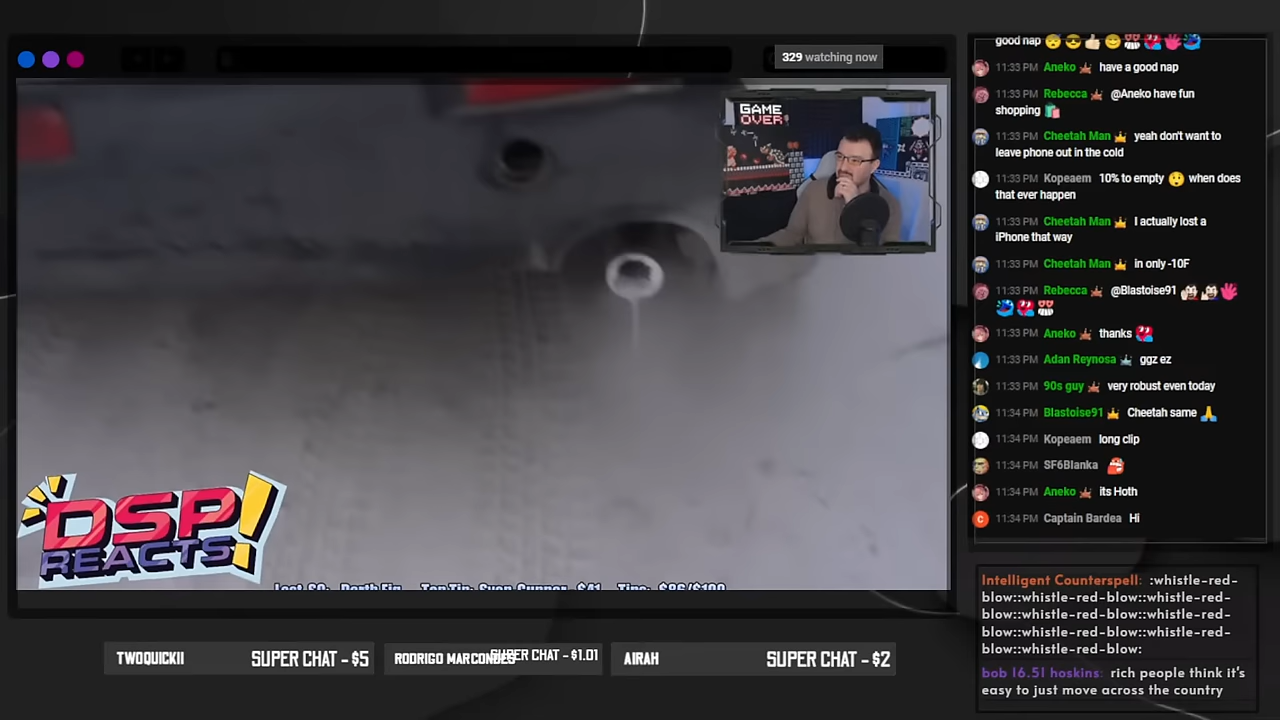 329 watching now
GAME
OVER!
good nap
11:33 PM Aneko have a good nap
11:33 PM Rebecca @Aneko have fun
shopping
11:33 PM Cheetah Man yeah don't want to
leave phone out in the cold
11:33 PM Kopeaem 10% to empty when does
that ever happen
11:33 PM Cheetah Man I actually lost a
iPhone that way
11:33 PM Cheetah Man in only -10F
11:33 PM Rebecca @Blastoise91
11:33 PM Aneko thanks
11:33 PM Adan Reynosa ggz ez
11:33 PM 90s guy very robust even today
11:34 PM Blastoise91 Cheetah same
11:34 PM Kopeaem long clip
11:34 PM SF6Blanka
11:34 PM Aneko its Hoth
C 11:34 PM Captain Bardea Hi
DSP!
REACTS
Tips: $86/$100
TWOQUICKII SUPER CHAT - $5
RODRIGO MARCONDES SUPER CHAT - $1.01
AIRAH SUPER CHAT - $2
Intelligent Counterspell: :whistle-red-
blow::whistle-red-blow::whistle-red-
blow::whistle-red-blow::whistle-red-
blow::whistle-red-blow::whistle-red-
blow::whistle-red-blow:
bob 16.51 hoskins: rich people think it's
easy to just move across the country